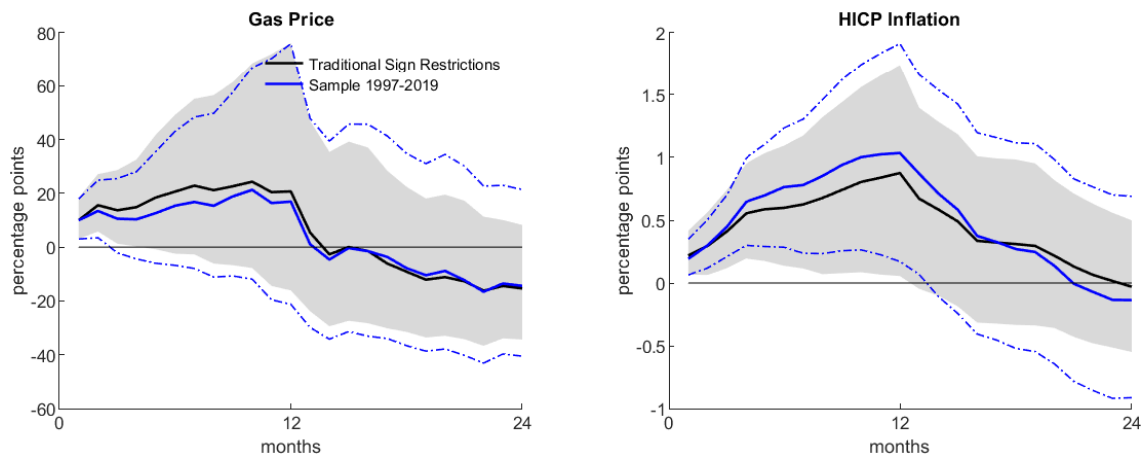 Gas Price
80
60
40
20
0
-20
-40
-60
percentage points
Traditional Sign Restrictions
Sample 1997-2019
0
12
24
months
HICP Inflation
2
1.5
1
0.5
0
-0.5
-1
percentage points
0
12
24
months